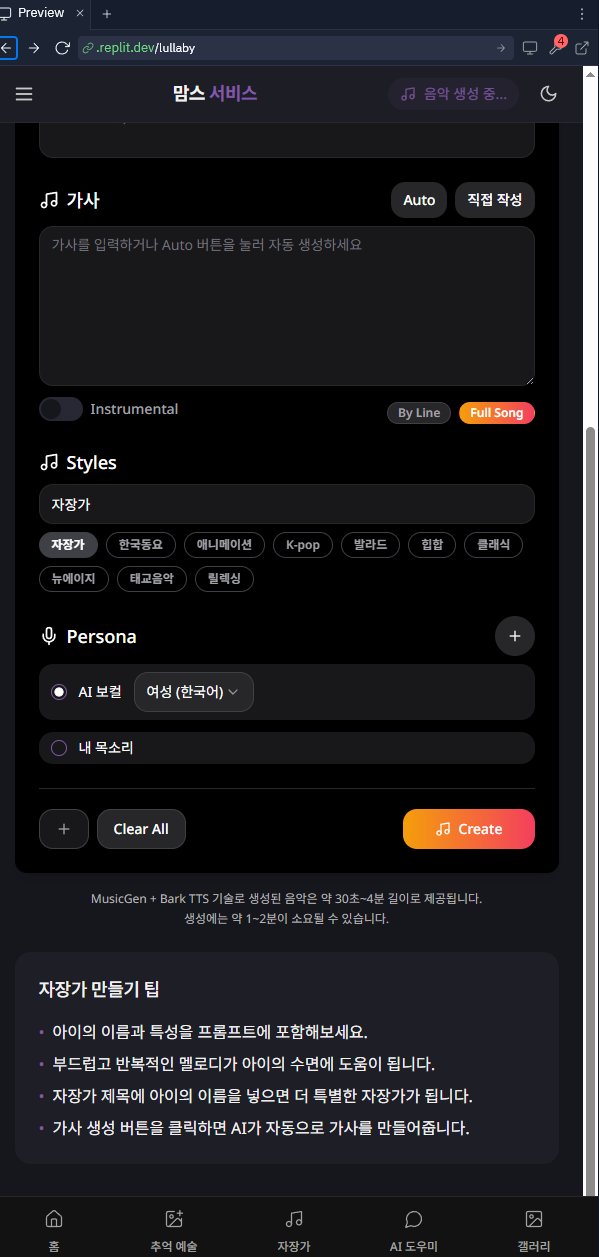 Preview
4
.replit.dev/lullaby
맘스 서비스
음악 생성 중...
가사
Auto
직접 작성
가사를 입력하거나 Auto 버튼을 눌러 자동 생성하세요
Instrumental
By Line
Full Song
Styles
자장가
자장가 한국동요 애니메이션 K-pop 발라드 힙합 클래식
뉴에이지 태교음악 릴렉싱
Persona
AI 보컬 여성 (한국어)
내 목소리
Clear All
Create
MusicGen + Bark TTS 기술로 생성된 음악은 약 30초~4분 길이로 제공됩니다.
생성에는 약 1~2분이 소요될 수 있습니다.
자장가 만들기 팁
• 아이의 이름과 특성을 프롬프트에 포함해보세요.
• 부드럽고 반복적인 멜로디가 아이의 수면에 도움이 됩니다.
• 자장가 제목에 아이의 이름을 넣으면 더 특별한 자장가가 됩니다.
• 가사 생성 버튼을 클릭하면 AI가 자동으로 가사를 만들어줍니다.
홈 추억 예술 자장가 AI 도우미 갤러리